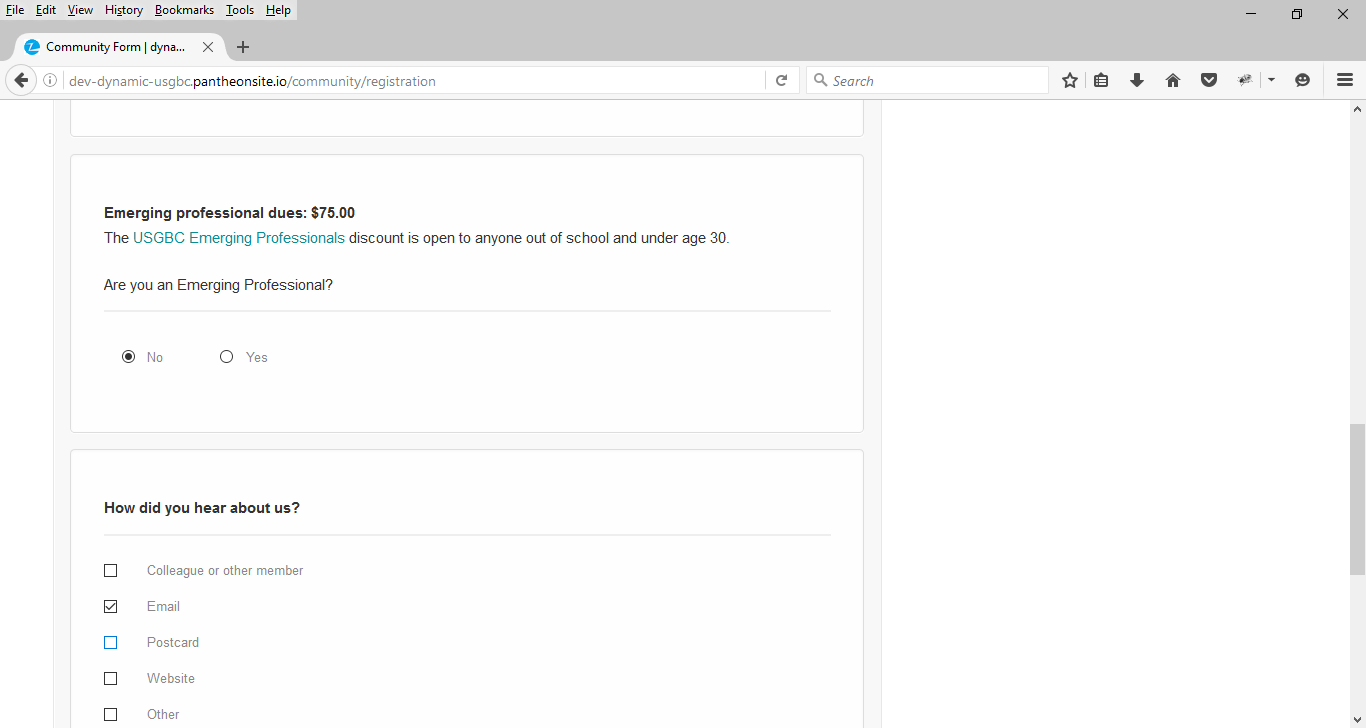 File Edit View History Bookmarks Tools Help
Community Form | dyna...
dev-dynamic-usgbc.pantheonsite.io/community/registration
Search
Emerging professional dues: $75.00
The USGBC Emerging Professionals discount is open to anyone out of school and under age 30.
Are you an Emerging Professional?
No Yes
How did you hear about us?
Colleague or other member
Email
Postcard
Website
Other